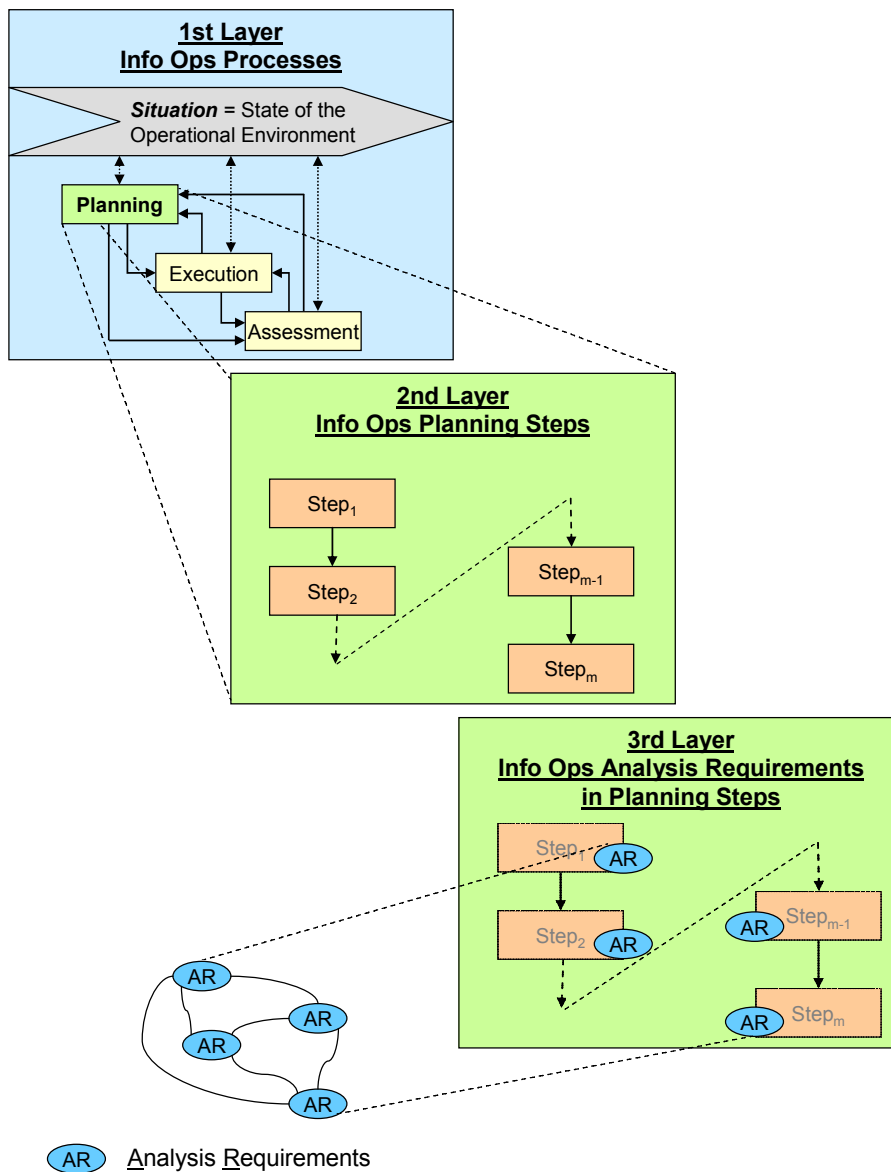 1st Layer
Info Ops Processes
Situation = State of the
Operational Environment
Planning
Execution
Assessment
2nd Layer
Info Ops Planning Steps
Step1
Step2
Stepm-1
Stepm
3rd Layer
Info Ops Analysis Requirements
in Planning Steps
Step1
AR
Step2
AR
Stepm-1
AR
Stepm
AR
AR
AR
AR
AR
AR Analysis Requirements